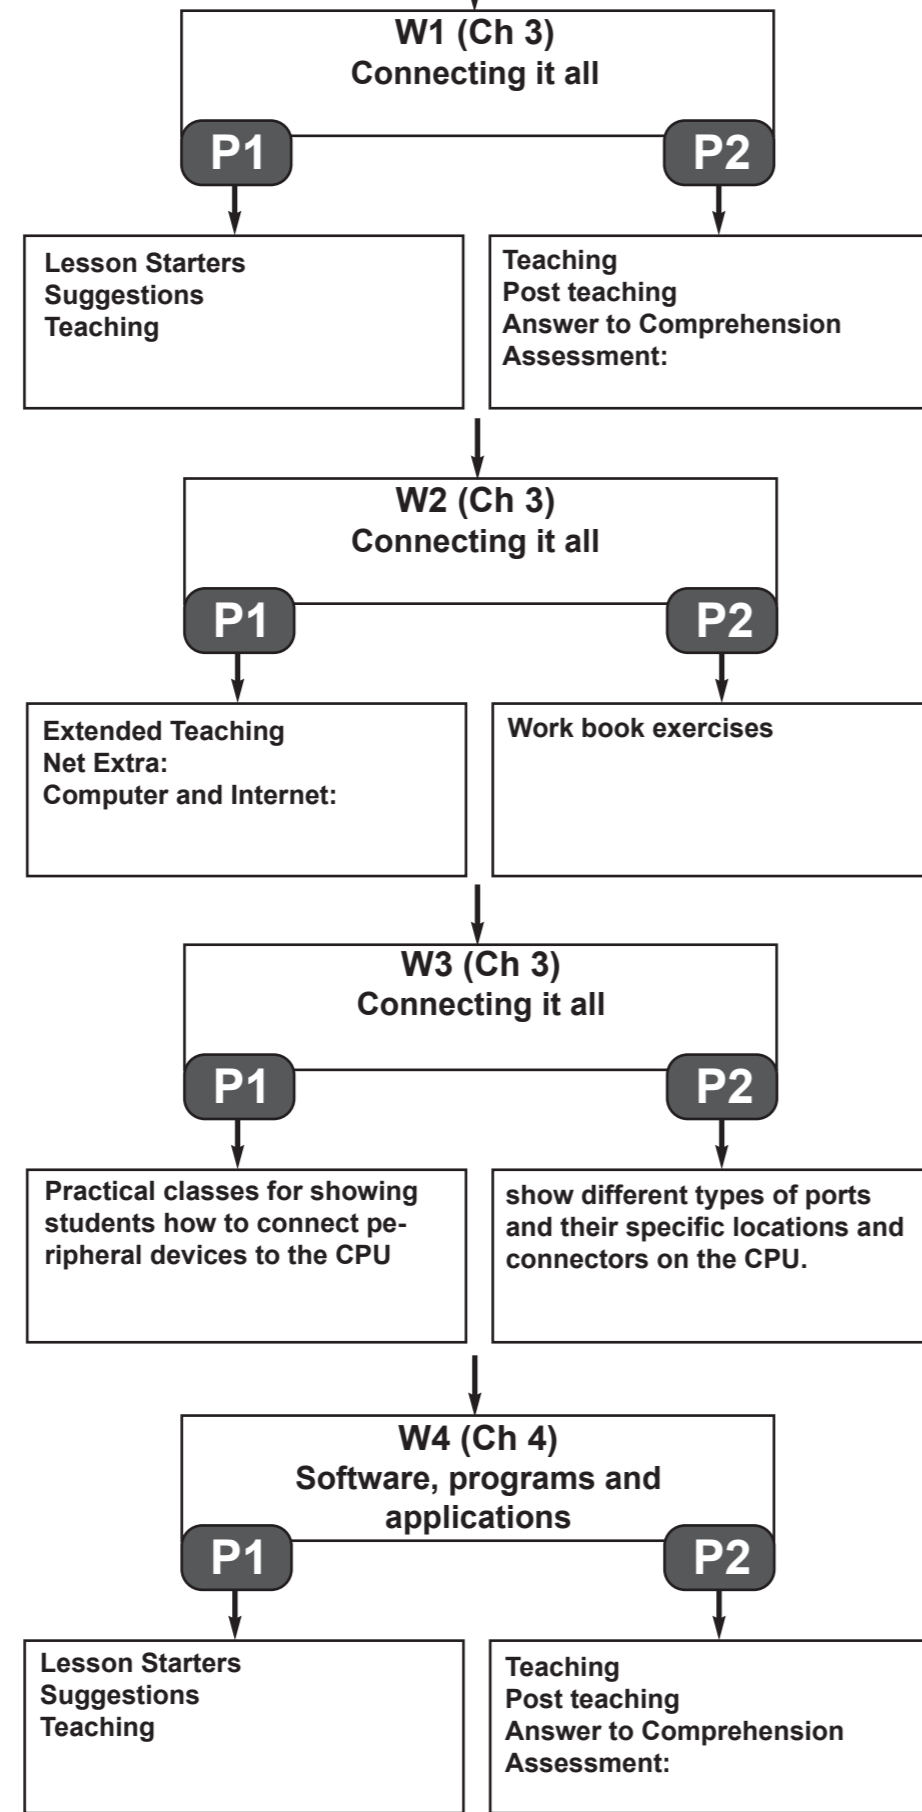 W1 (Ch 3)
Connecting it all
P1
P2
Lesson Starters
Suggestions
Teaching
Teaching
Post teaching
Answer to Comprehension
Assessment:
W2 (Ch 3)
Connecting it all
P1
P2
Extended Teaching
Net Extra:
Computer and Internet:
Work book exercises
W3 (Ch 3)
Connecting it all
P1
P2
Practical classes for showing
students how to connect pe-
ripheral devices to the CPU
show different types of ports
and their specific locations and
connectors on the CPU.
W4 (Ch 4)
Software, programs and
applications
P1
P2
Lesson Starters
Suggestions
Teaching
Teaching
Post teaching
Answer to Comprehension
Assessment: